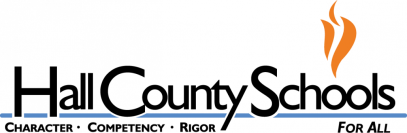 Hall County Schools
CHARACTER · COMPETENCY · RIGOR FOR ALL